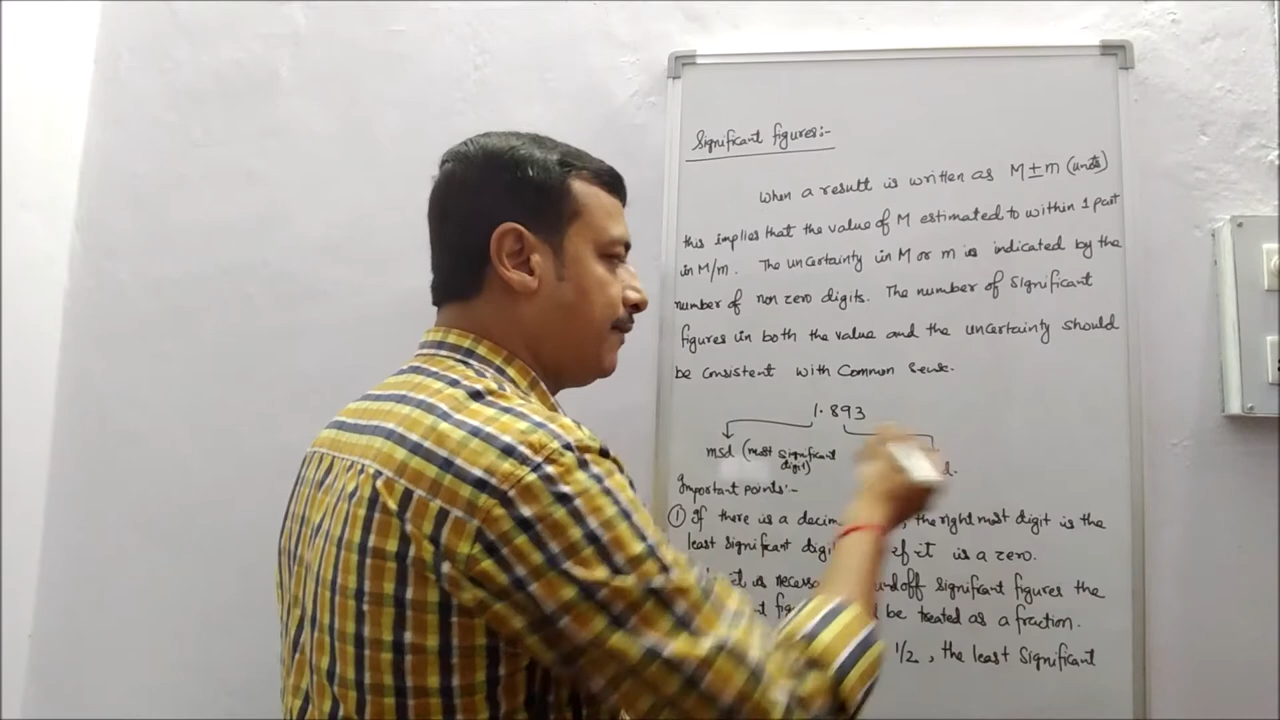 Significant figures:-
When a result is written as M±m (units)
this implies that the value of M estimated to within 1 part
in M/m. The uncertainty in M or m is indicated by the
number of non zero digits. The number of significant
figures in both the value and the uncertainty should
be consistent with Common Sense.
1.893
msd (most significant digit) d.
Important points:-
① If there is a decim , the right most digit is the
least significant digi if it is a zero.
it is necess undoff significant figures the
be treated as a fraction.
1/2, the least significant